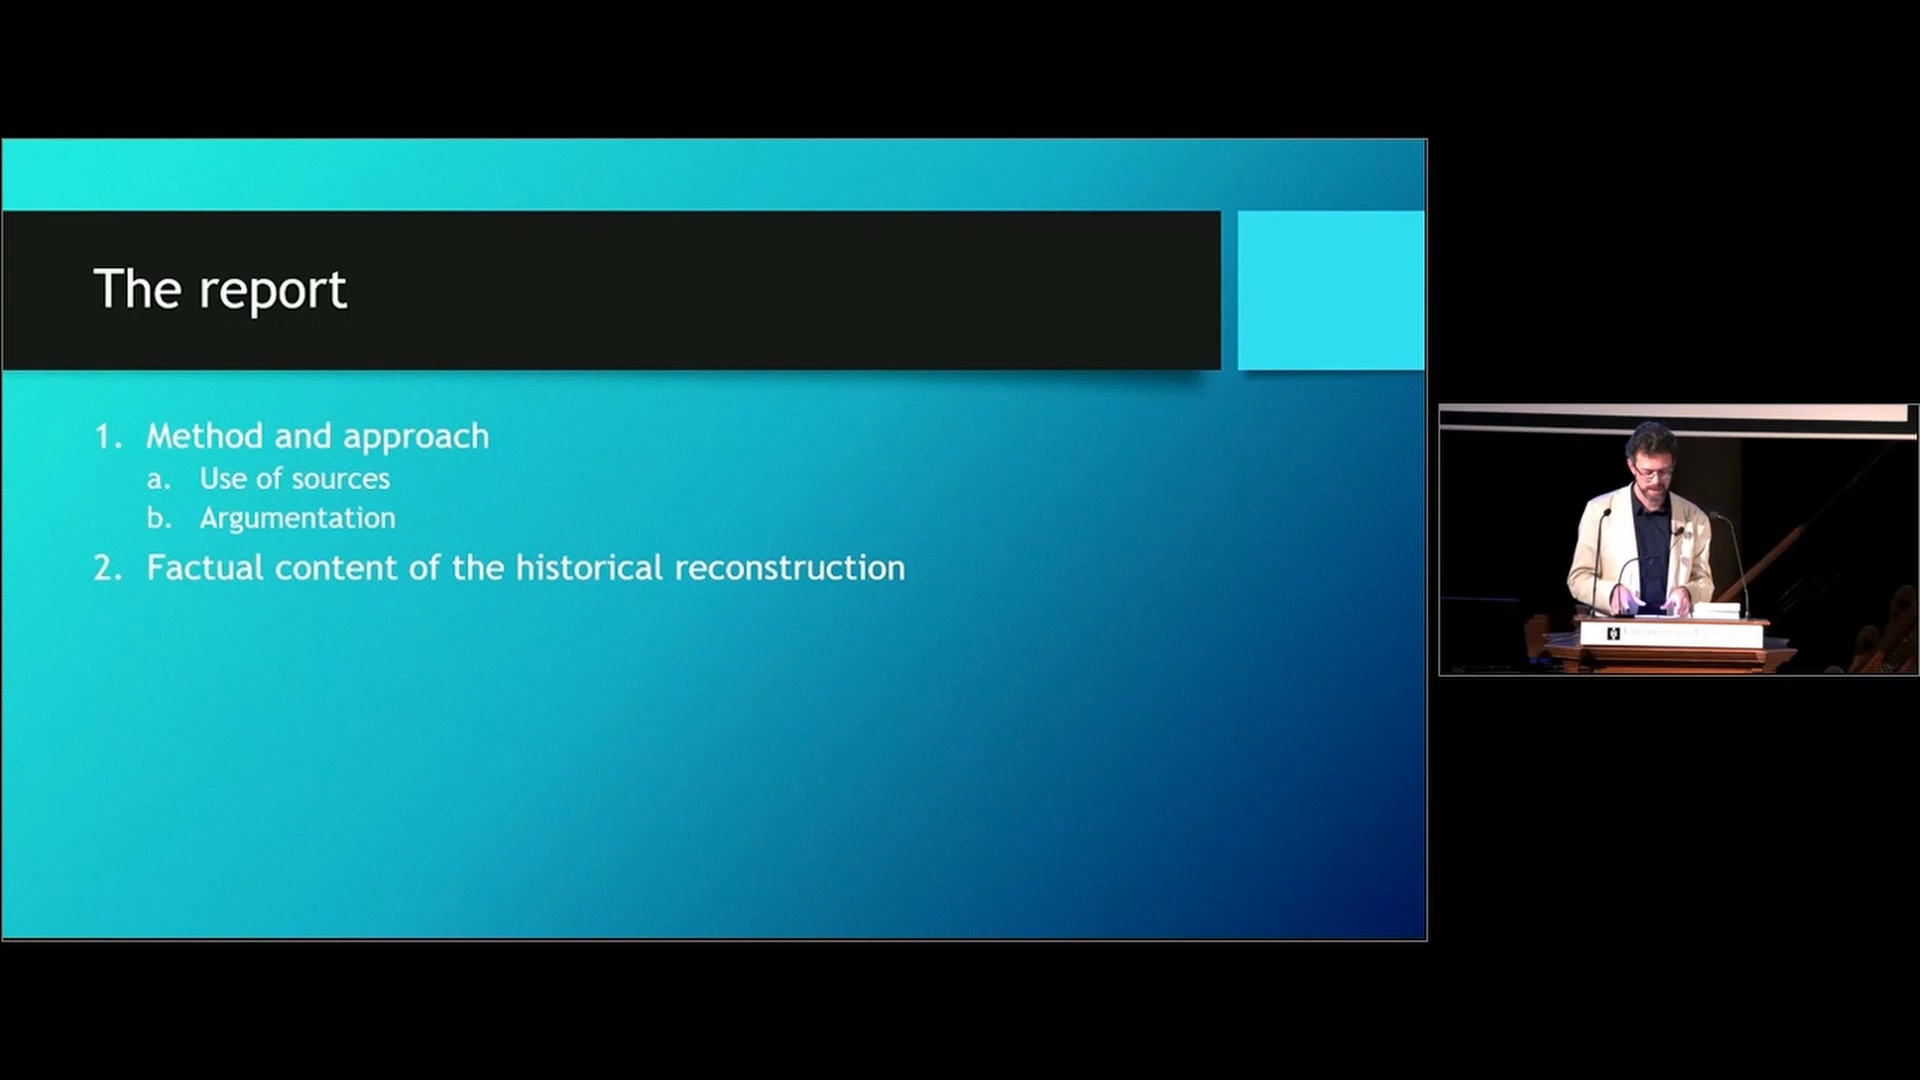 The report
1. Method and approach
a. Use of sources
b. Argumentation
2. Factual content of the historical reconstruction